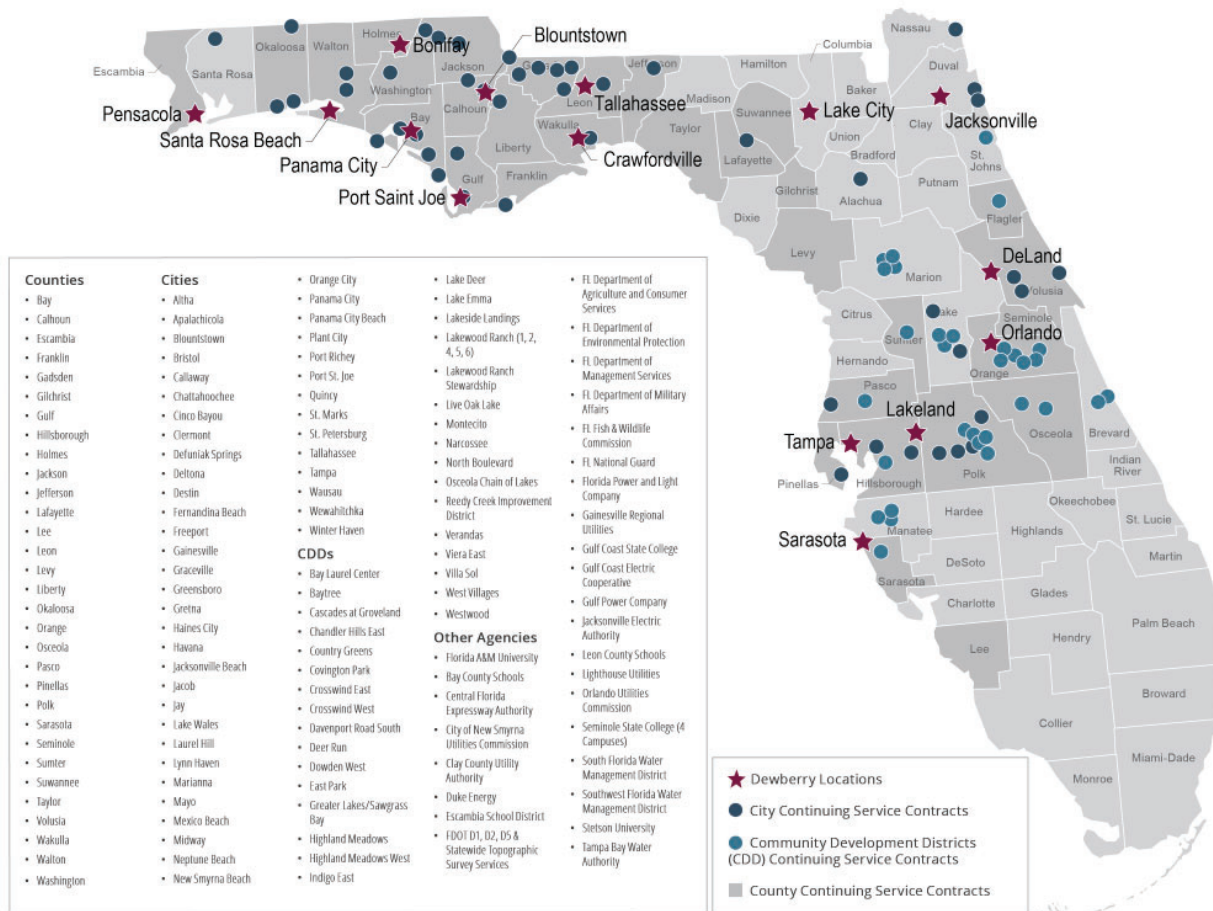 Nassau
Columbia
Duval
Hamilton
Baker
Holmes
Bonifay
Blountstown
Okaloosa
Walton
Jackson
Escambia
Santa Rosa
Washington
Calhoun
Leon
Tallahassee
Madison
Suwannee
Lake City
Jacksonville
Pensacola
Santa Rosa Beach
Bay
Panama City
Wakulla
Liberty
Crawfordville
Taylor
Union
Clay
Lafayette
Bradford
St. Johns
Port Saint Joe
Gulf
Franklin
Gilchrist
Alachua
Putnam
Dixie
Flagler
Levy
Marion
DeLand
Volusia
Citrus
Sumter
Lake
Seminole
Orlando
Hernando
Orange
Pasco
Lakeland
Tampa
Osceola
Brevard
Pinellas
Hillsborough
Polk
Indian River
Okeechobee
Hardee
Manatee
Highlands
St. Lucie
Sarasota
DeSoto
Martin
Sarasota
Charlotte
Glades
Palm Beach
Lee
Hendry
Broward
Collier
Miami-Dade
Monroe
Counties
• Bay
• Calhoun
• Escambia
• Franklin
• Gadsden
• Gilchrist
• Gulf
• Hillsborough
• Holmes
• Jackson
• Jefferson
• Lafayette
• Lee
• Leon
• Levy
• Liberty
• Okaloosa
• Orange
• Osceola
• Pasco
• Pinellas
• Polk
• Sarasota
• Seminole
• Sumter
• Suwannee
• Taylor
• Volusia
• Wakulla
• Walton
• Washington
Cities
• Altha
• Apalachicola
• Blountstown
• Bristol
• Callaway
• Chattahoochee
• Cinco Bayou
• Clermont
• Defuniak Springs
• Deltona
• Destin
• Fernandina Beach
• Freeport
• Gainesville
• Graceville
• Greensboro
• Gretna
• Haines City
• Havana
• Jacksonville Beach
• Jacob
• Jay
• Lake Wales
• Laurel Hill
• Lynn Haven
• Marianna
• Mayo
• Mexico Beach
• Midway
• Neptune Beach
• New Smyrna Beach
• Orange City
• Panama City
• Panama City Beach
• Plant City
• Port Richey
• Port St. Joe
• Quincy
• St. Marks
• St. Petersburg
• Tallahassee
• Tampa
• Wausau
• Wewahitchka
• Winter Haven
CDDs
• Bay Laurel Center
• Baytree
• Cascades at Groveland
• Chandler Hills East
• Country Greens
• Covington Park
• Crosswind East
• Crosswind West
• Davenport Road South
• Deer Run
• Dowden West
• East Park
• Greater Lakes/Sawgrass
Bay
• Highland Meadows
• Highland Meadows West
• Indigo East
• Lake Deer
• Lake Emma
• Lakeside Landings
• Lakewood Ranch (1, 2,
4, 5, 6)
• Lakewood Ranch
Stewardship
• Live Oak Lake
• Montecito
• Narcossee
• North Boulevard
• Osceola Chain of Lakes
• Reedy Creek Improvement
District
• Verandas
• Viera East
• Villa Sol
• West Villages
• Westwood
Other Agencies
• Florida A&M University
• Bay County Schools
• Central Florida
Expressway Authority
• City of New Smyrna
Utilities Commission
• Clay County Utility
Authority
• Duke Energy
• Escambia School District
• FDOT D1, D2, D5 &
Statewide Topographic
Survey Services
• FL Department of
Agriculture and Consumer
Services
• FL Department of
Environmental Protection
• FL Department of
Management Services
• FL Department of Military
Affairs
• FL Fish & Wildlife
Commission
• FL National Guard
• Florida Power and Light
Company
• Gainesville Regional
Utilities
• Gulf Coast State College
• Gulf Coast Electric
Cooperative
• Gulf Power Company
• Jacksonville Electric
Authority
• Leon County Schools
• Lighthouse Utilities
• Orlando Utilities
Commission
• Seminole State College (4
Campuses)
• South Florida Water
Management District
• Southwest Florida Water
Management District
• Stetson University
• Tampa Bay Water
Authority
Dewberry Locations
City Continuing Service Contracts
Community Development Districts
(CDD) Continuing Service Contracts
County Continuing Service Contracts